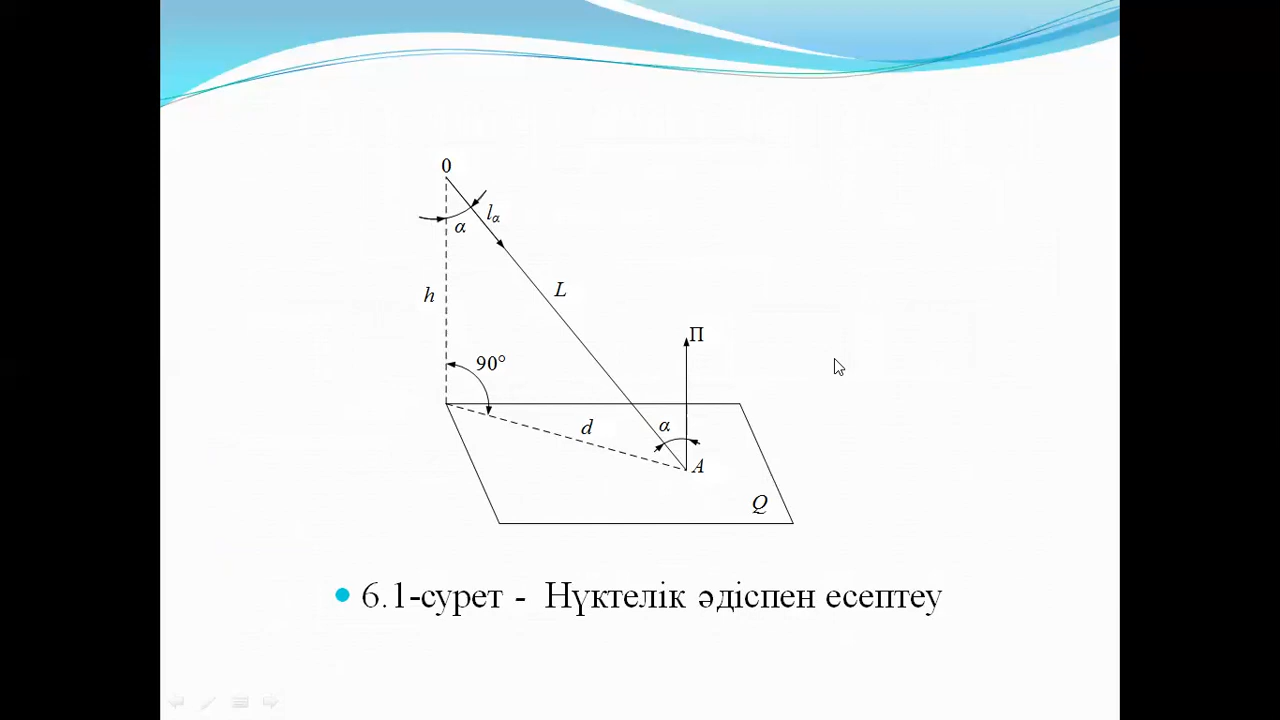 0
lα
α
h
L
П
90°
α
d
A
Q
6.1-сурет - Нүктелік әдіспен есептеу